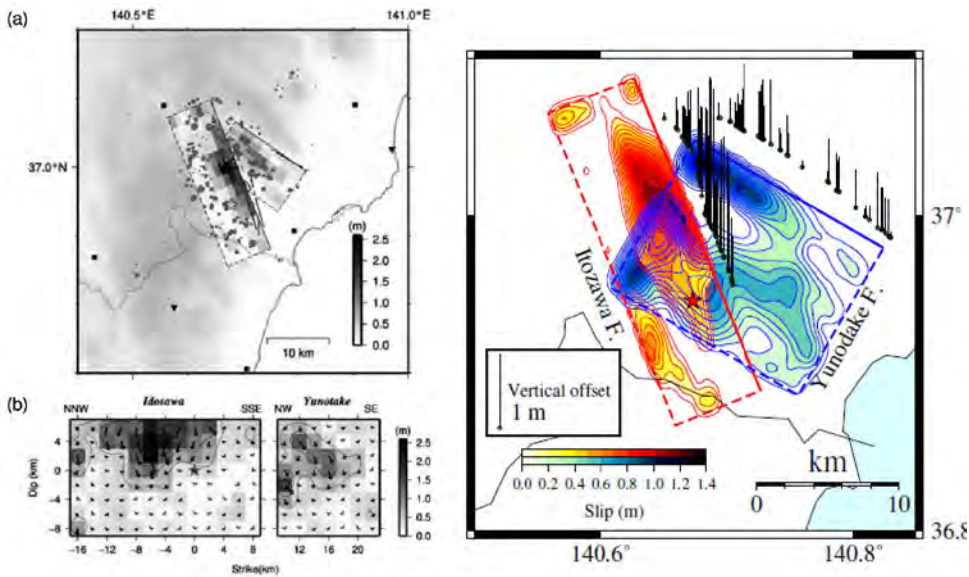 (a)
140.5°E
141.0°E
37.0°N
(m)
2.5
2.0
1.5
1.0
0.5
0.0
10 km
(b)
NNW
Idosawa
SSE
NW
Yunotake
SE
(m)
2.5
2.0
1.5
1.0
0.5
0.0
Dip (km)
4
0
-4
-8
-16
-12
-8
-4
0
4
8
12
16
20
Strike(km)
Itozawa F.
Yunodake F.
Vertical offset
1 m
0.0 0.2 0.4 0.6 0.8 1.0 1.2 1.4
Slip (m)
km
0
10
37°
36.8
140.6°
140.8°